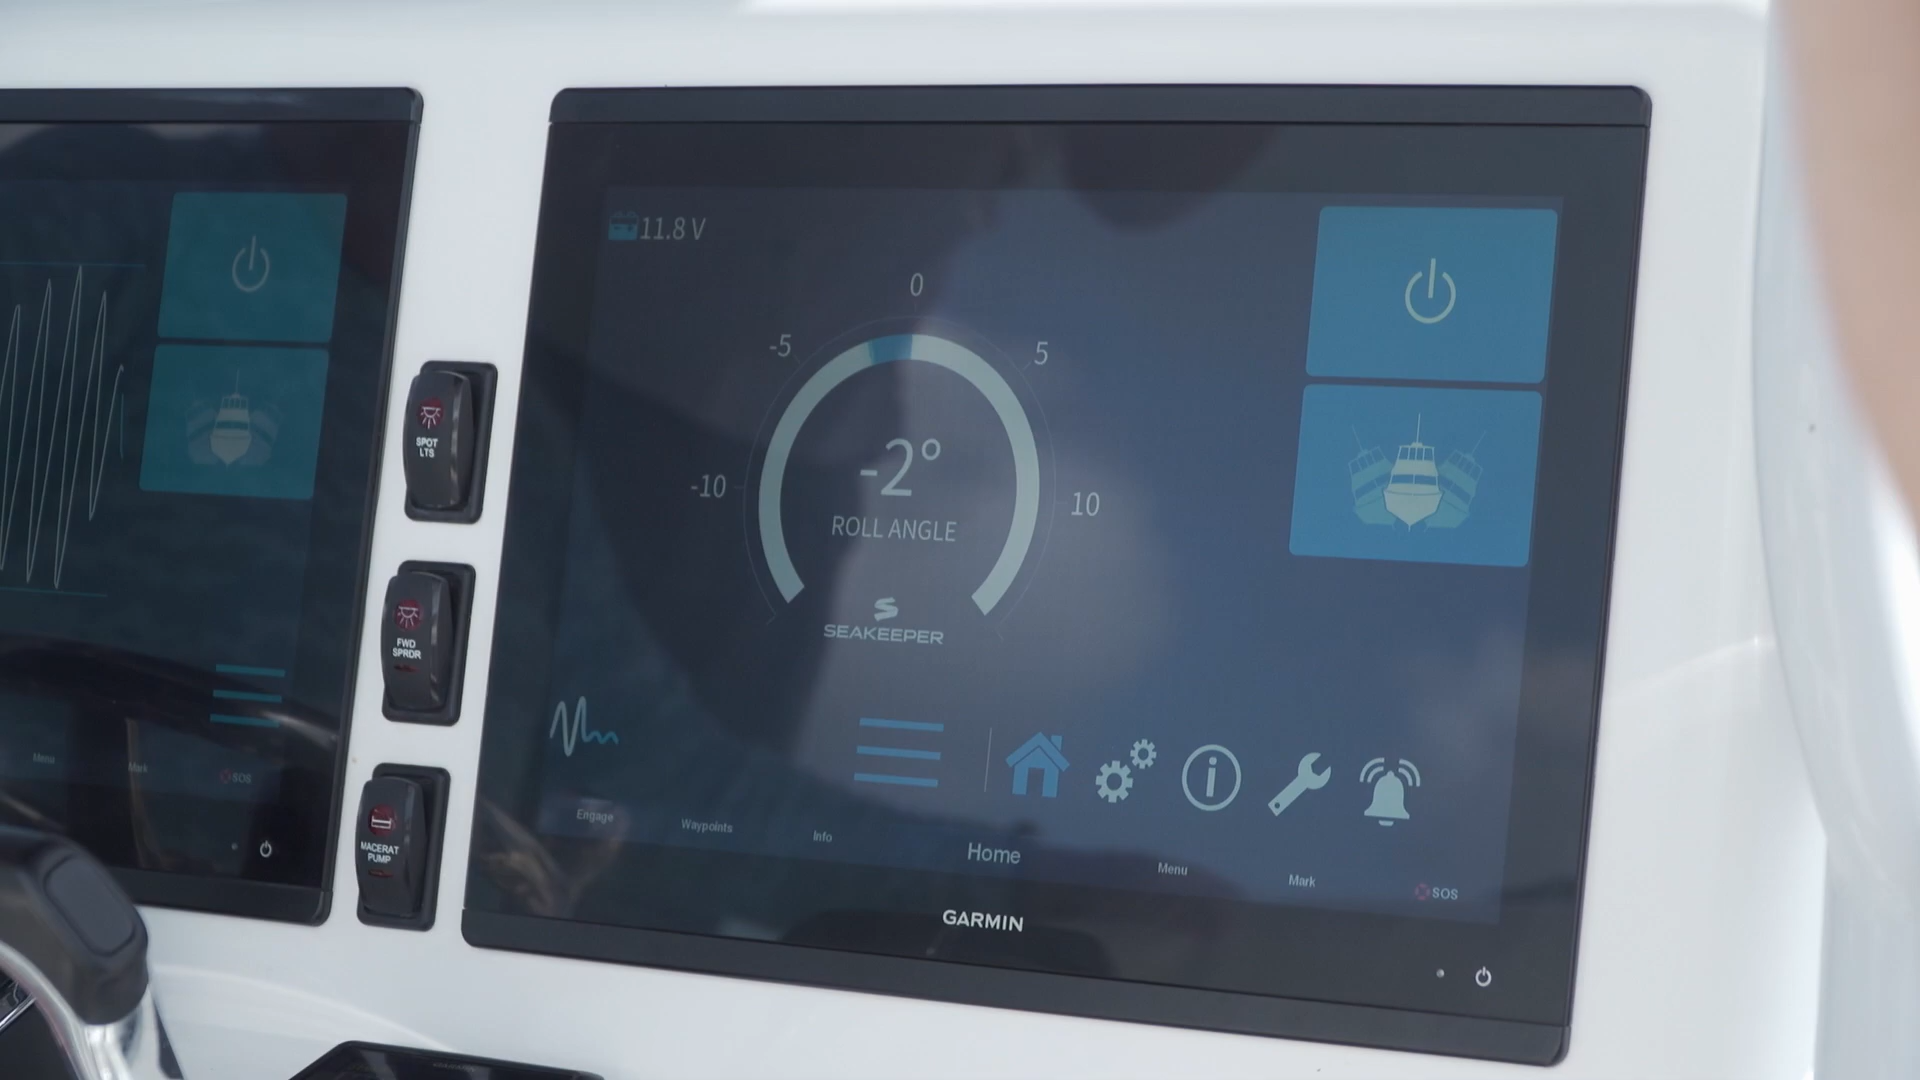 11.8 V
0
-5
5
-10
10
-2°
ROLL ANGLE
SEAKEEPER
Engage
Waypoints
Info
Home
Menu
Mark
SOS
GARMIN
SPOT
LTS
FWD
SPRDR
MACERAT
PUMP
Menu
Mark
SOS
GARMIN